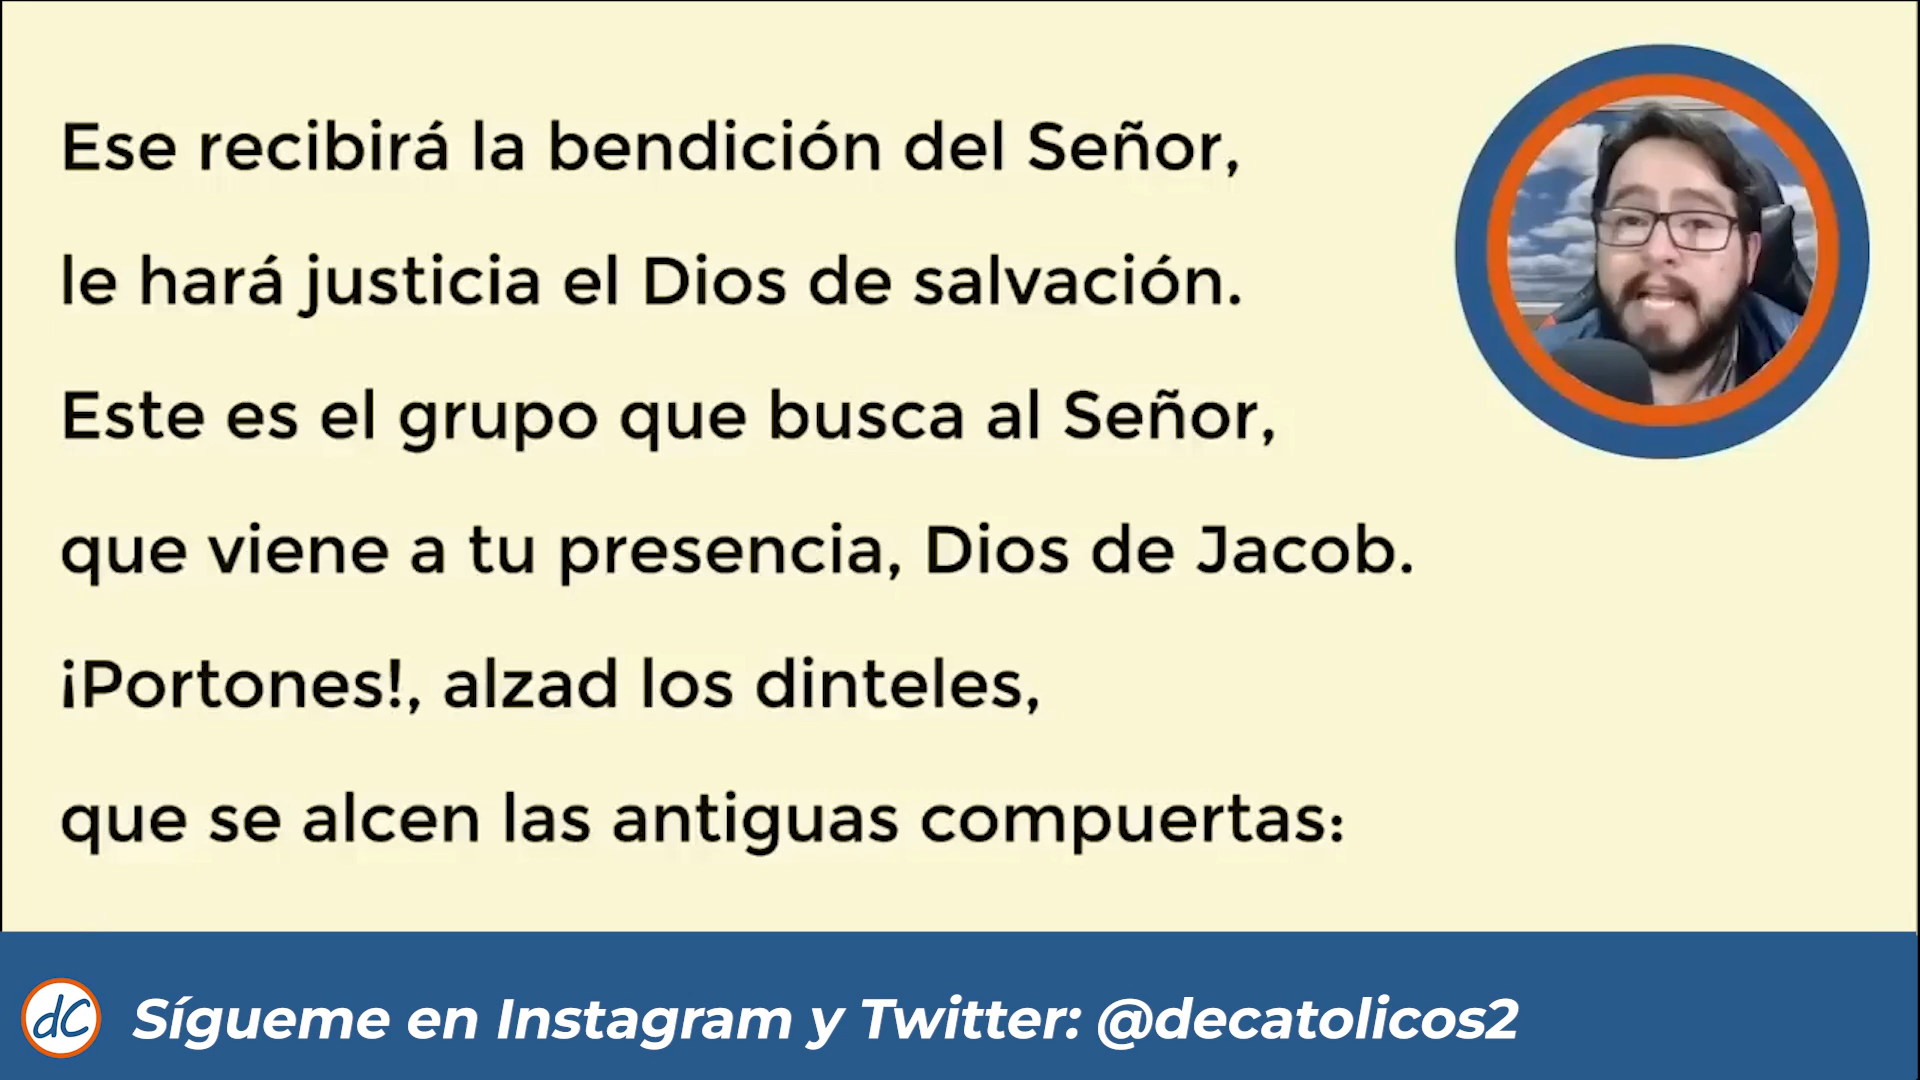 Ese recibirá la bendición del Señor,
le hará justicia el Dios de salvación.
Este es el grupo que busca al Señor,
que viene a tu presencia, Dios de Jacob.
¡Portones!, alzad los dinteles,
que se alcen las antiguas compuertas:
dC Sígueme en Instagram y Twitter: @decatolicos2